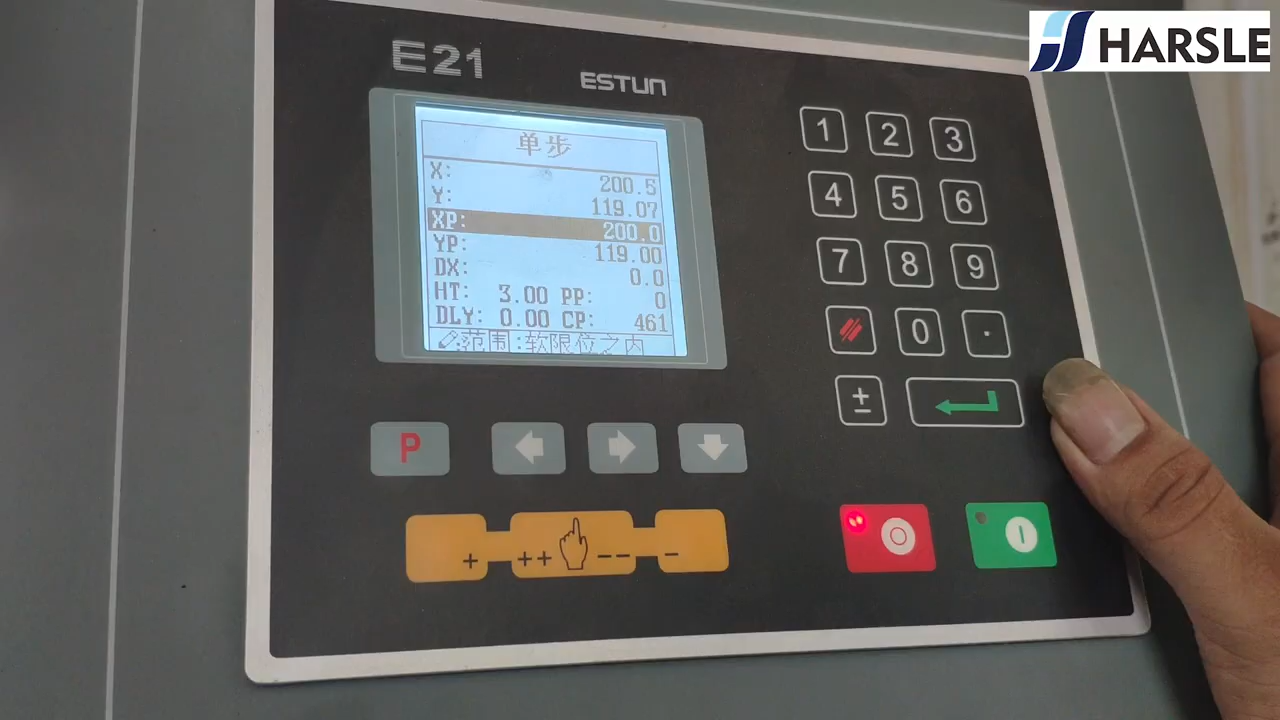 HARSLE
E21
ESTUN
单步
X: 200.5
Y: 119.07
XP: 200.0
YP: 119.00
DX: 0.0
HT: 3.00 PP: 0
DLY: 0.00 CP: 461
范围:软限位之内
1 2 3
4 5 6
7 8 9
0 .
±
P
+ ++ -- -